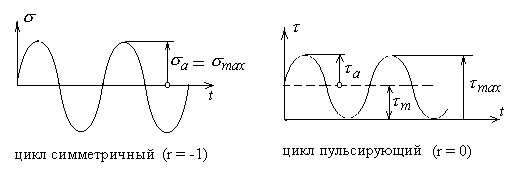 σ
σa = σmax
t
цикл симметричный (r = -1)
τ
τa
τm
τmax
t
цикл пульсирующий (r = 0)